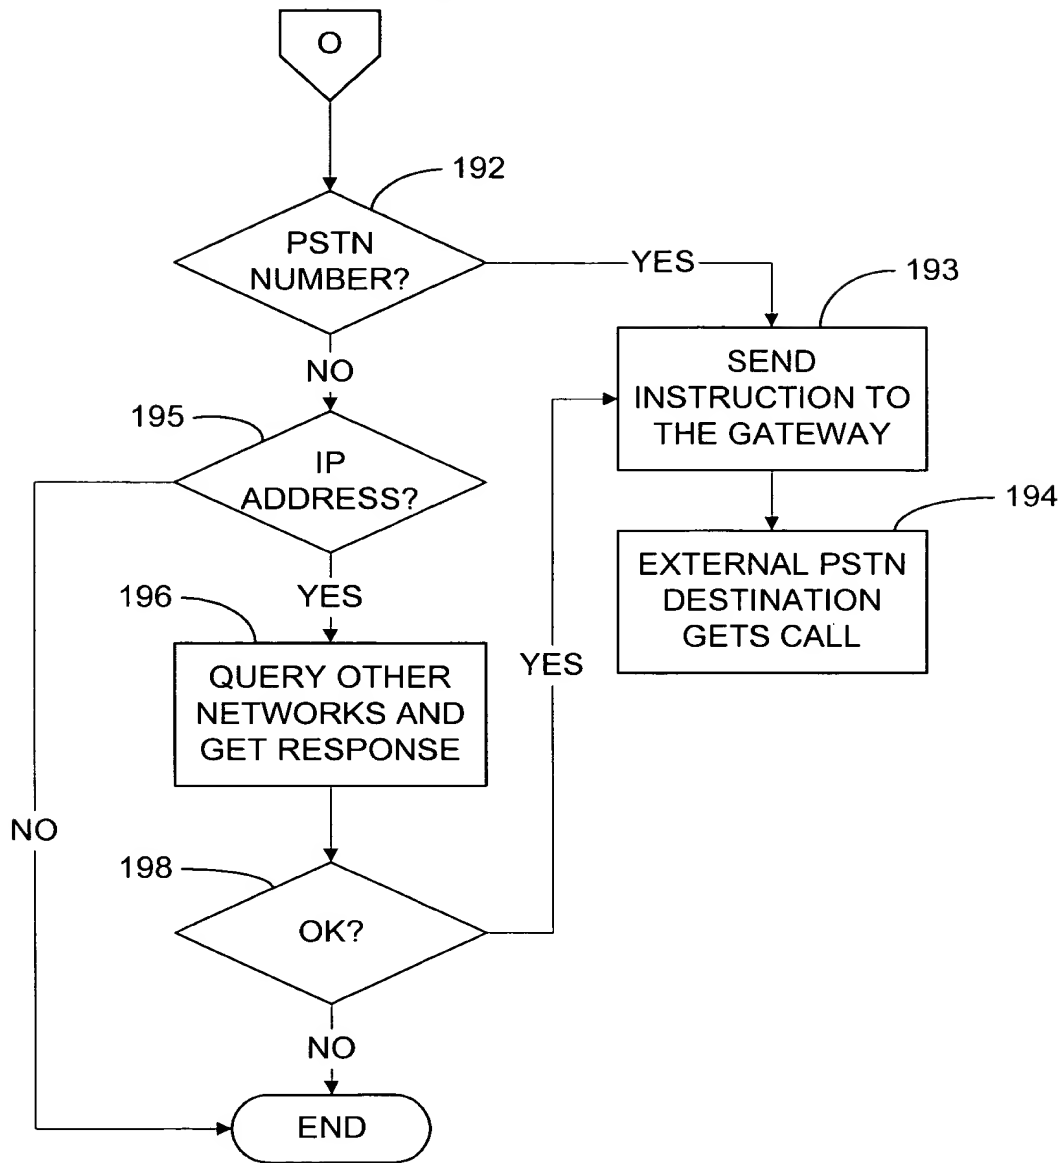 O
192
PSTN
NUMBER?
YES
193
SEND
INSTRUCTION TO
THE GATEWAY
NO
195
IP
ADDRESS?
194
EXTERNAL PSTN
DESTINATION
GETS CALL
YES
196
QUERY OTHER
NETWORKS AND
GET RESPONSE
YES
NO
198
OK?
NO
END